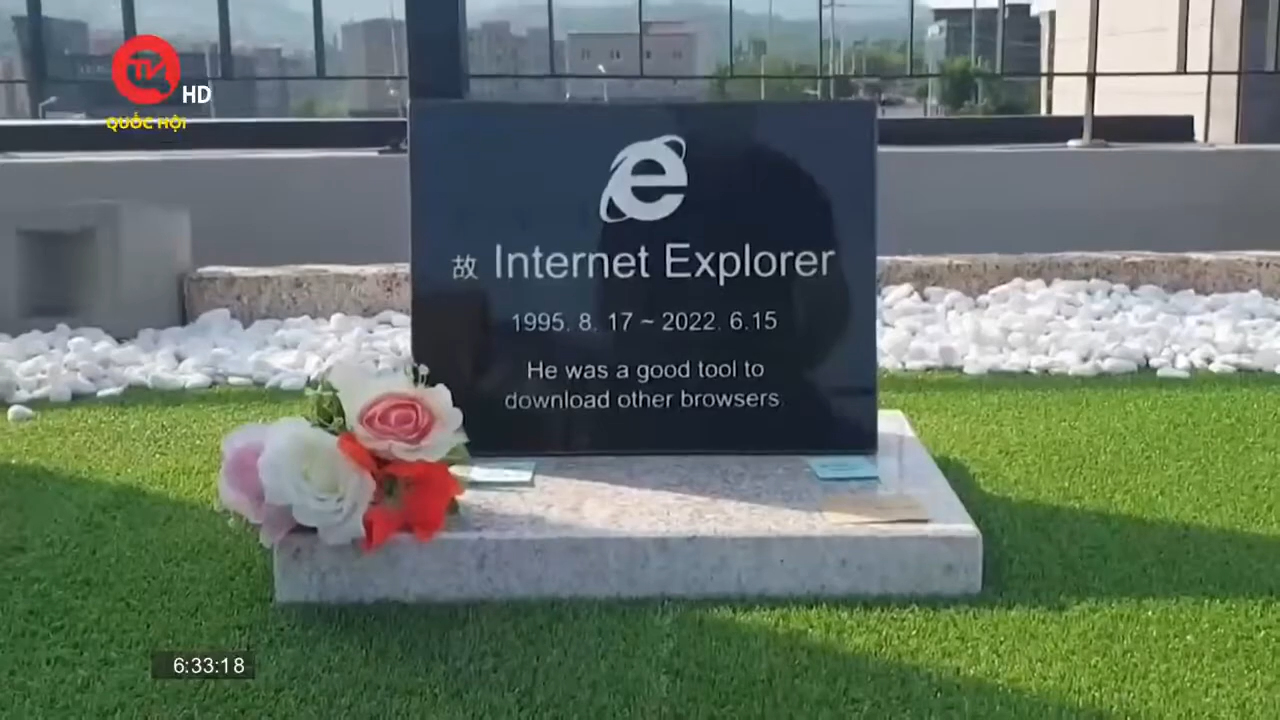 TV
HD
QUỐC HỘI
故 Internet Explorer
1995. 8. 17 ~ 2022. 6.15
He was a good tool to
download other browsers.
6:33:18